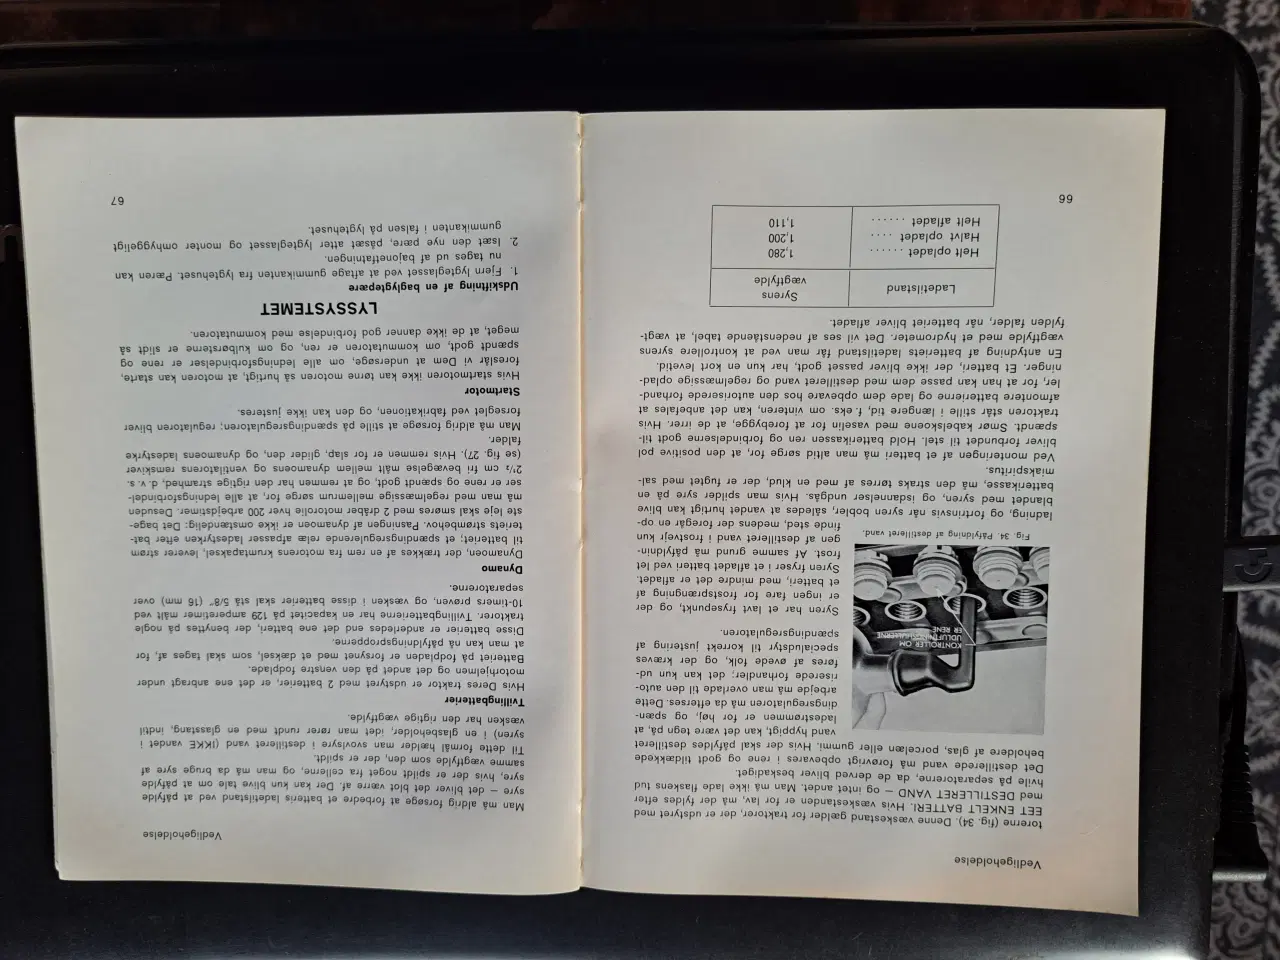 Vedligeholdelse
torerne (fig. 34). Denne væskestand gælder for traktorer, der er udstyret med
EET ENKELT BATTERI. Hvis væskestanden er for lav, må der fyldes efter
med DESTILLERET VAND — og intet andet. Man må ikke lade flaskens tud
hvile på separatorerne, da de derved bliver beskadiget.
Det destillerede vand må forøvrigt opbevares i rene og godt tildækkede
beholdere af glas, porcelæn eller gummi. Hvis der skal påfyldes destilleret
vand hyppigt, kan det være tegn på, at
ladestrømmen er for høj, og spæn-
dingsregulatoren må da efterses. Dette
arbejde må man overlade til den auto-
riserede forhandler; det kan kun ud-
føres af øvede folk, og der kræves
specialudstyr til korrekt justering af
spændingsregulatoren.
Syren har et lavt frysepunkt, og der
er ingen fare for frostsprængning af
et batteri, med mindre det er afladet.
Syren fryser i et afladet batteri ved let
frost. Af samme grund må påfyldnin-
gen af destilleret vand i frostvejr kun
finde sted, medens der foregår en op-
KONTROLLER OM
UDLUFTNINGSHULLERNE
ER RENE
Fig. 34. Påfyldning af destilleret vand.
ladning, og fortrinsvis når syren bobler, således at vandet hurtigt kan blive
blandet med syren, og isdannelser undgås. Hvis man spilder syre på en
batterikasse, må den straks tørres af med en klud, der er fugtet med sal-
miakspiritus.
Ved monteringen af et batteri må man altid sørge for, at den positive pol
bliver forbundet til stel. Hold batterikassen ren og forbindelserne godt til-
spændt. Smør kabelskoene med vaselin for at forebygge, at de irrer. Hvis
traktoren står stille i længere tid, f. eks. om vinteren, kan det anbefales at
afmontere batterierne og lade dem opbevare hos den autoriserede forhand-
ler, for at han kan passe dem med destilleret vand og regelmæssige oplad-
ninger. Et batteri, der ikke bliver passet godt, har kun en kort levetid.
En antydning af batteriets ladetilstand får man ved at kontrollere syrens
vægtfylde med et hydrometer. Det vil ses af nedenstående tabel, at vægt-
fylden falder, når batteriet bliver afladet.
Ladetilstand Syrens vægtfylde
Helt opladet . . . . . . 1,280
Halvt opladet . . . . 1,200
Helt afladet . . . . . . 1,110
66
Vedligeholdelse
Man må aldrig forsøge at forbedre et batteris ladetilstand ved at påfylde
syre — det bliver det blot værre af. Der kan kun blive tale om at påfylde
syre, hvis der er spildt noget fra cellerne, og man må da bruge syre af
samme vægtfylde som den, der er spildt.
Til dette formål hælder man svovlsyre i destilleret vand (IKKE vandet i
syren) i en glasbeholder, idet man rører rundt med en glasstang, indtil
væsken har den rigtige vægtfylde.
Tvillingbatterier
Hvis Deres traktor er udstyret med 2 batterier, er det ene anbragt under
motorhjelmen og det andet på den venstre fodplade.
Batteriet på fodpladen er forsynet med et dæksel, som skal tages af, for
at man kan nå påfyldningspropperne.
Disse batterier er anderledes end det ene batteri, der benyttes på nogle
traktorer. Tvillingbatterierne har en kapacitet på 129 amperetimer målt ved
10-timers prøven, og væsken i disse batterier skal stå 5/8" (16 mm) over
separatorerne.
Dynamo
Dynamoen, der trækkes af en rem fra motorens krumtapaksel, leverer strøm
til batteriet; et spændingsregulerende relæ afpasser ladestyrken efter bat-
teriets strømbehov. Pasningen af dynamoen er ikke omstændelig: Det bage-
ste leje skal smøres med 2 dråber motorolie hver 200 arbejdstimer. Desuden
må man med regelmæssige mellemrum sørge for, at alle ledningsforbindel-
ser er rene og spændt godt, og at remmen har den rigtige stramhed, d. v. s.
2½ cm fri bevægelse målt mellem dynamoens og ventilatorens remskiver
(se fig. 27). Hvis remmen er for slap, glider den, og dynamoens ladestyrke
falder.
Man må aldrig forsøge at stille på spændingsregulatoren; regulatoren bliver
forseglet ved fabrikationen, og den kan ikke justeres.
Startmotor
Hvis startmotoren ikke kan tørne motoren så hurtigt, at motoren kan starte,
foreslår vi Dem at undersøge, om alle ledningsforbindelser er rene og
spændt godt, om kommutatoren er ren, og om kulbørsterne er slidt så
meget, at de ikke danner god forbindelse med kommutatoren.
LYSSYSTEMET
Udskiftning af en baglygtepære
1. Fjern lygteglasset ved at aftage gummikanten fra lygtehuset. Pæren kan
nu tages ud af bajonetfatningen.
2. Isæt den nye pære, påsæt atter lygteglasset og monter omhyggeligt
gummikanten i falsen på lygtehuset.
67